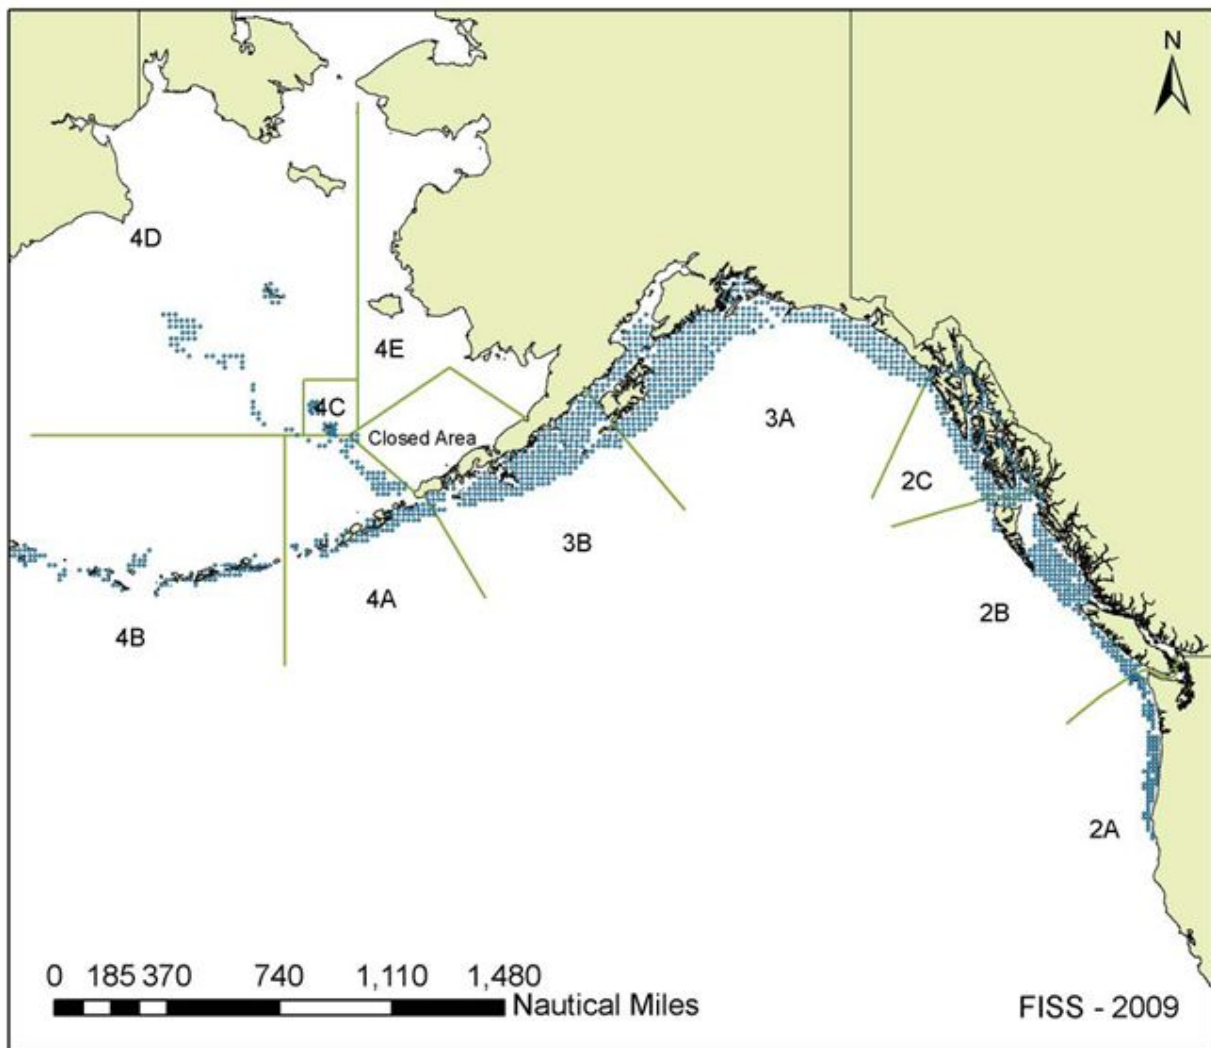 N
4D
4E
4C
Closed Area
3A
2C
3B
4A
4B
2B
2A
0 185 370 740 1,110 1,480
Nautical Miles
FISS - 2009